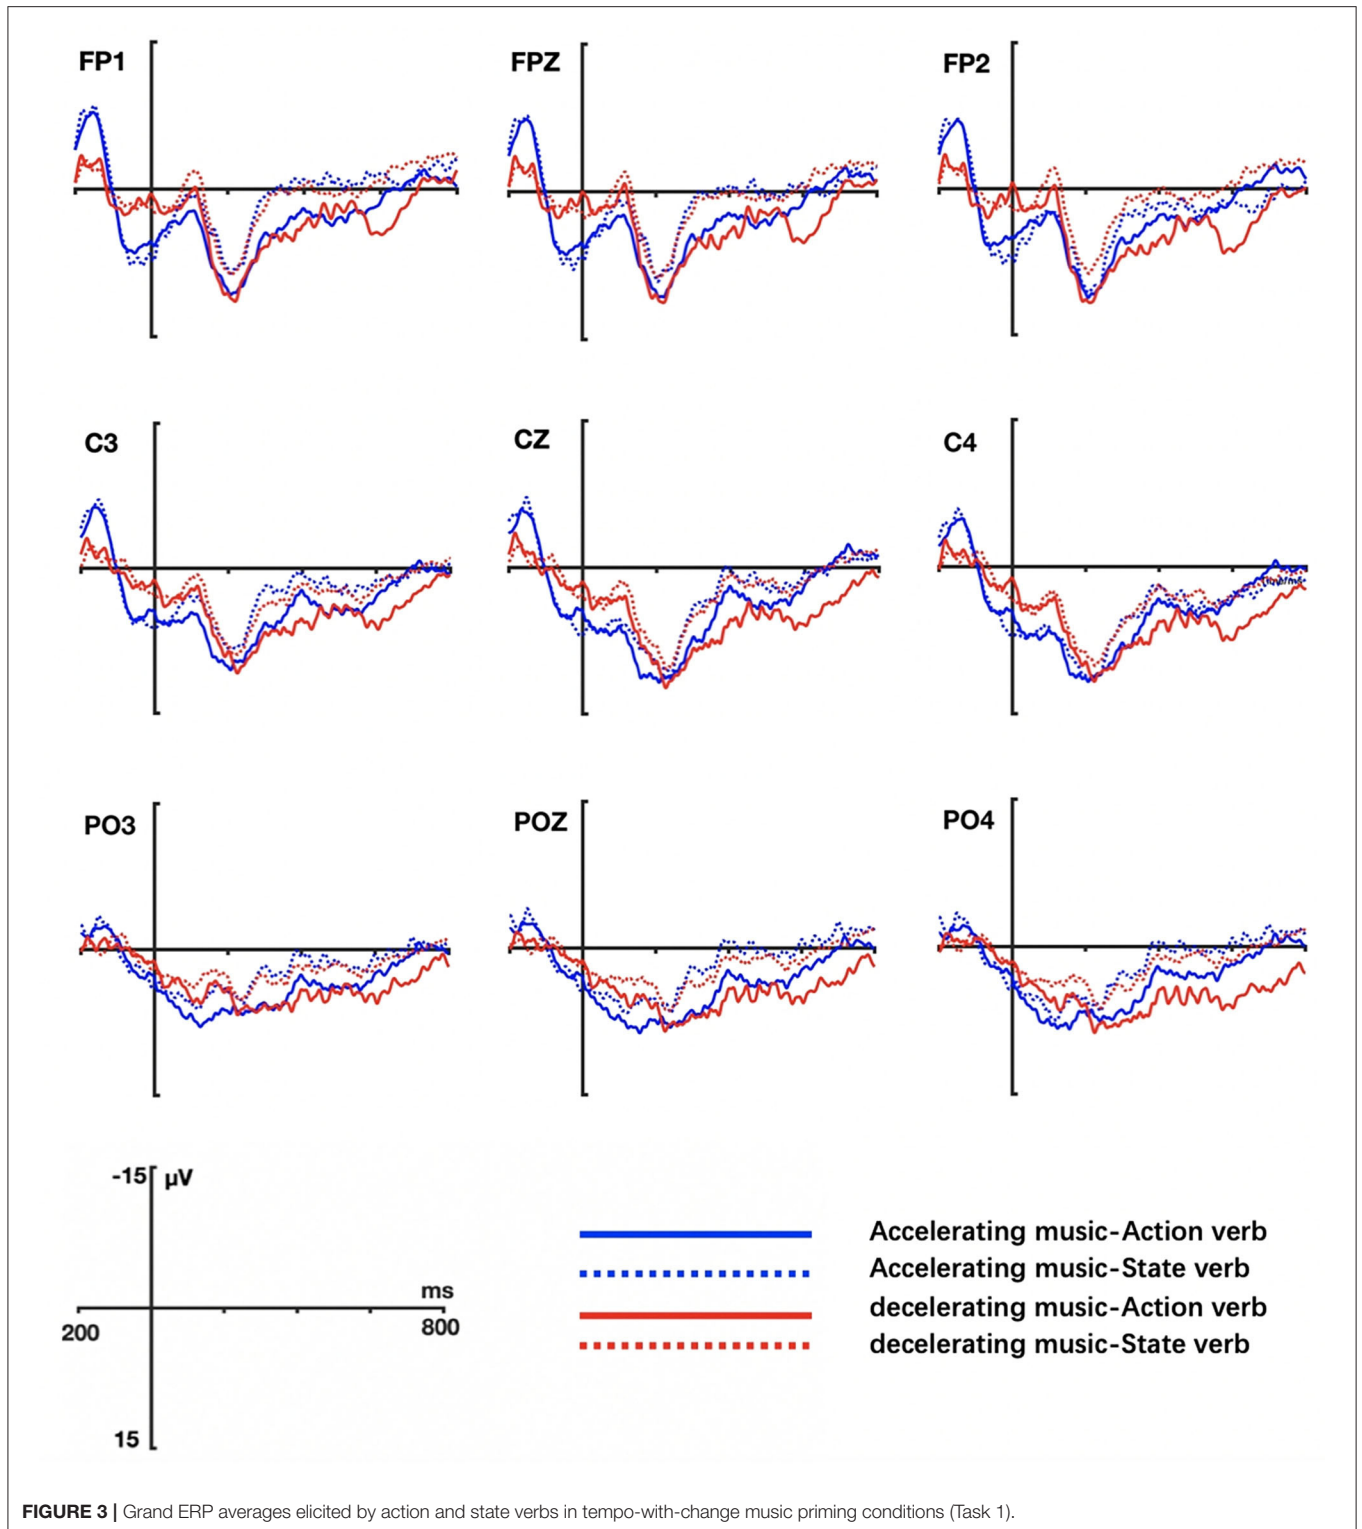 FP1
FPZ
FP2
C3
CZ
C4
PO3
POZ
PO4
-15 μV
ms
200
800
15
Accelerating music-Action verb
Accelerating music-State verb
decelerating music-Action verb
decelerating music-State verb
FIGURE 3 | Grand ERP averages elicited by action and state verbs in tempo-with-change music priming conditions (Task 1).